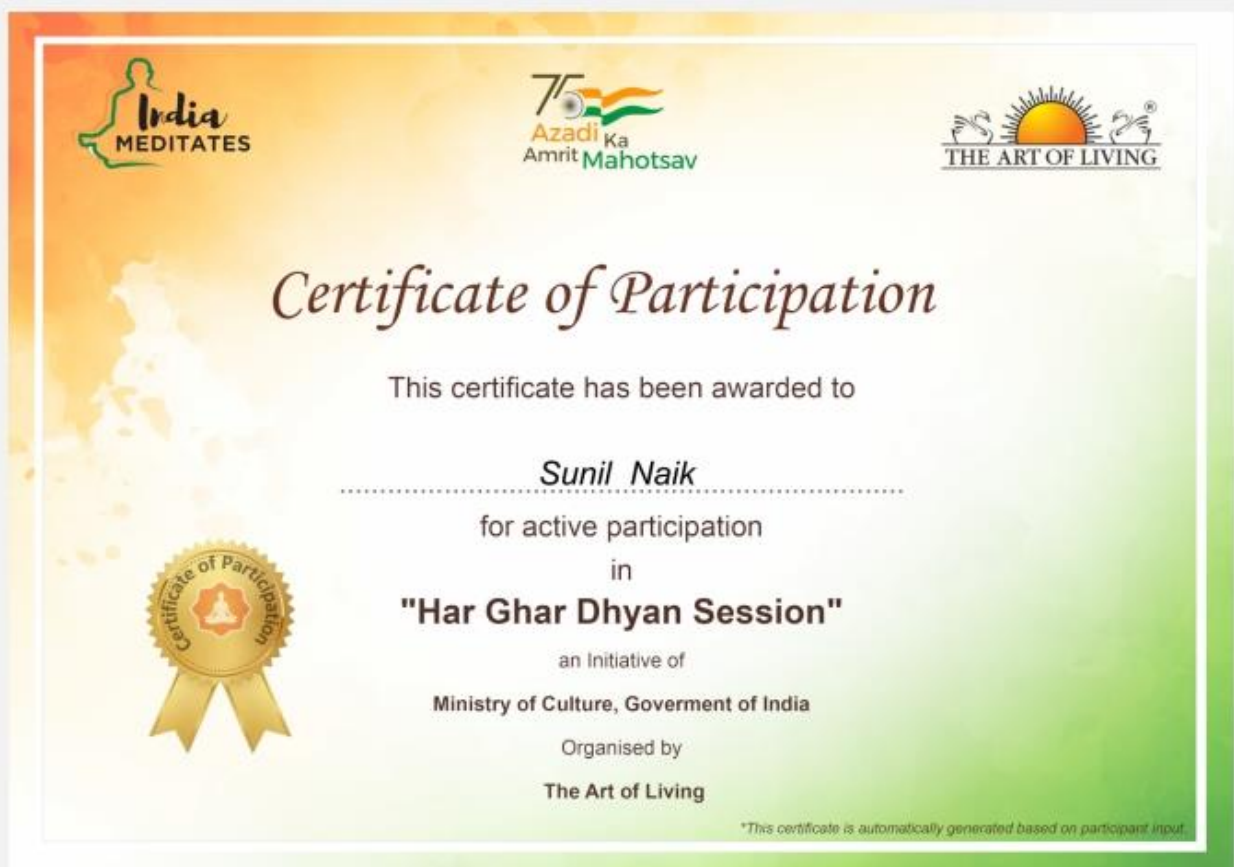 India
MEDITATES
75
Azadi Ka
Amrit Mahotsav
®
THE ART OF LIVING
Certificate of Participation
This certificate has been awarded to
Sunil Naik
for active participation
in
"Har Ghar Dhyan Session"
an Initiative of
Ministry of Culture, Goverment of India
Organised by
The Art of Living
Certificate of Participation
*This certificate is automatically generated based on participant input.